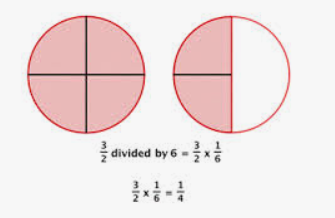 3/2 divided by 6 = 3/2 x 1/6
3/2 x 1/6 = 1/4